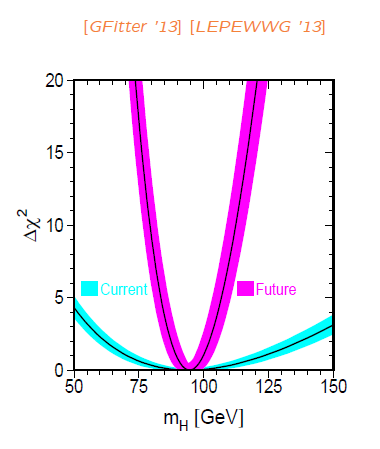 [GFitter '13] [LEPEWWG '13]
20
15
10
5
0
Δχ²
Current
Future
50 75 100 125 150
m_H [GeV]